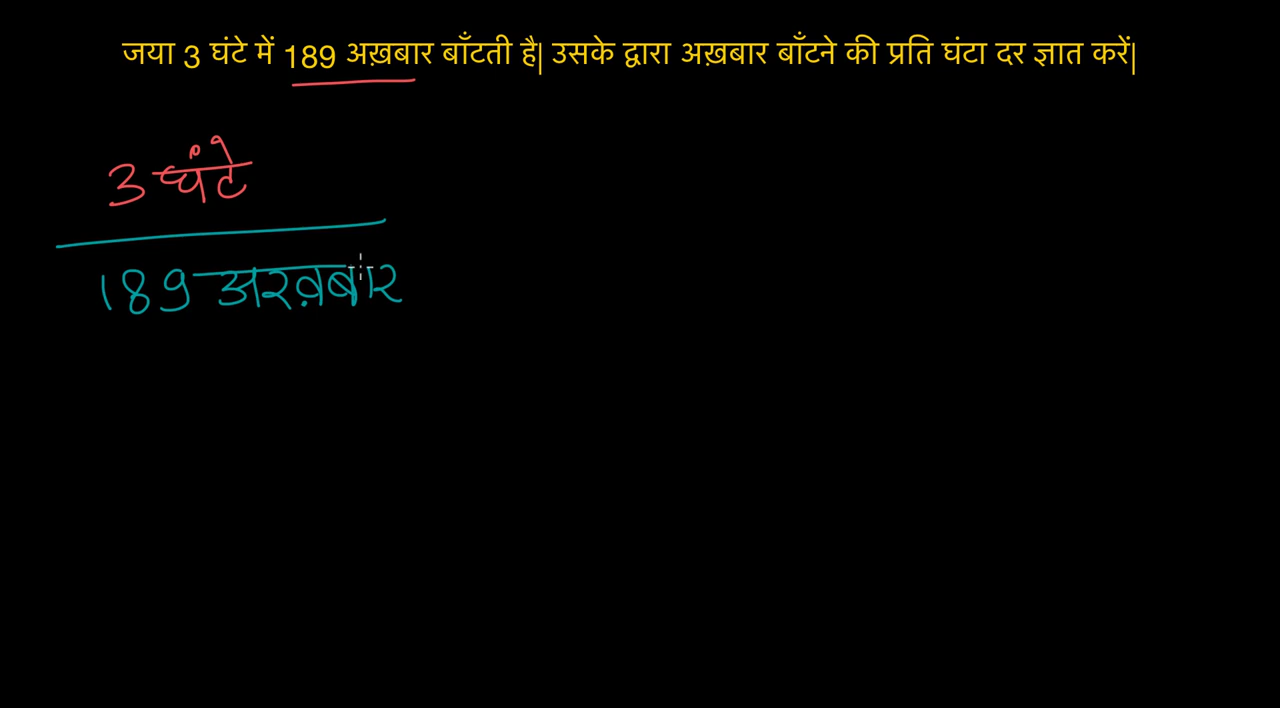 जया 3 घंटे में 189 अख़बार बाँटती है| उसके द्वारा अख़बार बाँटने की प्रति घंटा दर ज्ञात करें|
3 घंटे
189 अख़बार